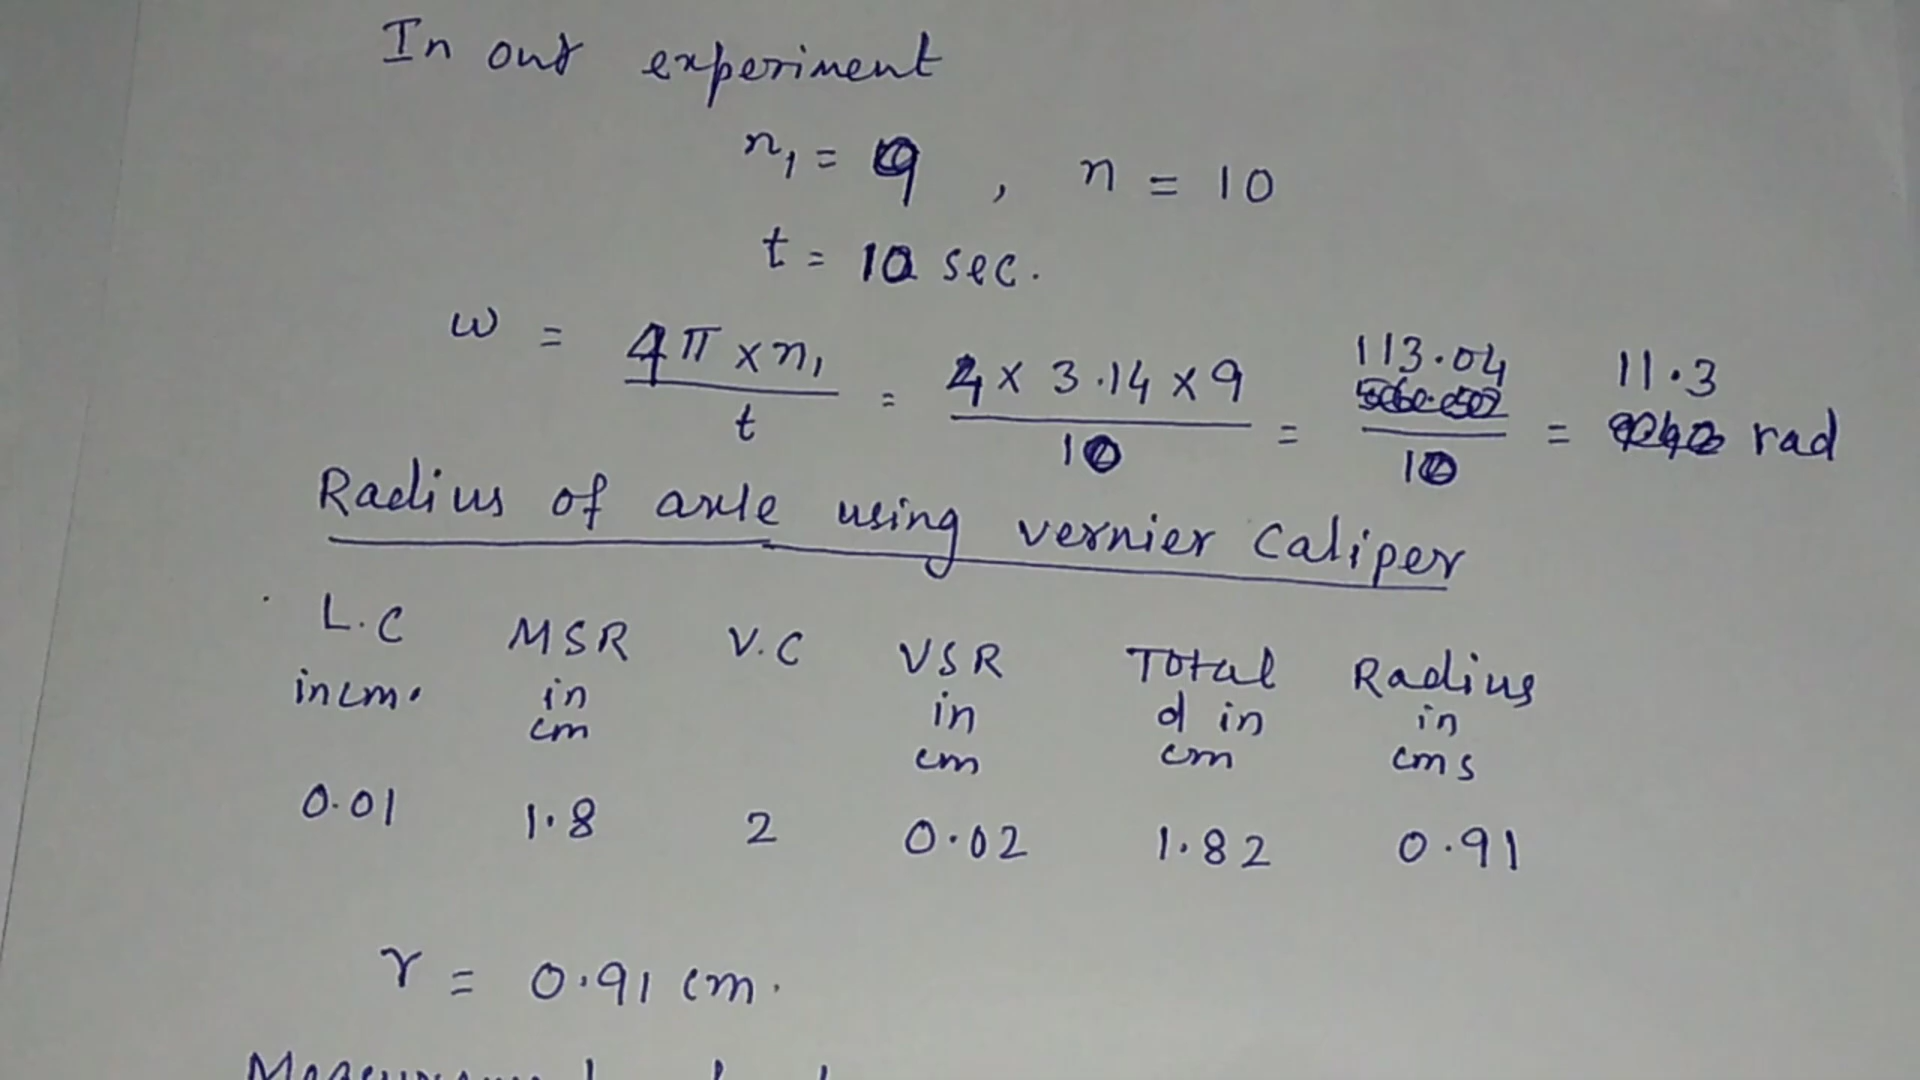 In our experiment
n₁ = 9 , n = 10
t = 10 sec.
ω = 4π × n₁ / t = 4 × 3.14 × 9 / 10 = 113.04 / 10 = 11.3 rad
Radius of axle using vernier Caliper
L.C in cm. MSR in cm V.C VSR in cm Total d in cm Radius in cms
0.01 1.8 2 0.02 1.82 0.91
r = 0.91 cm.